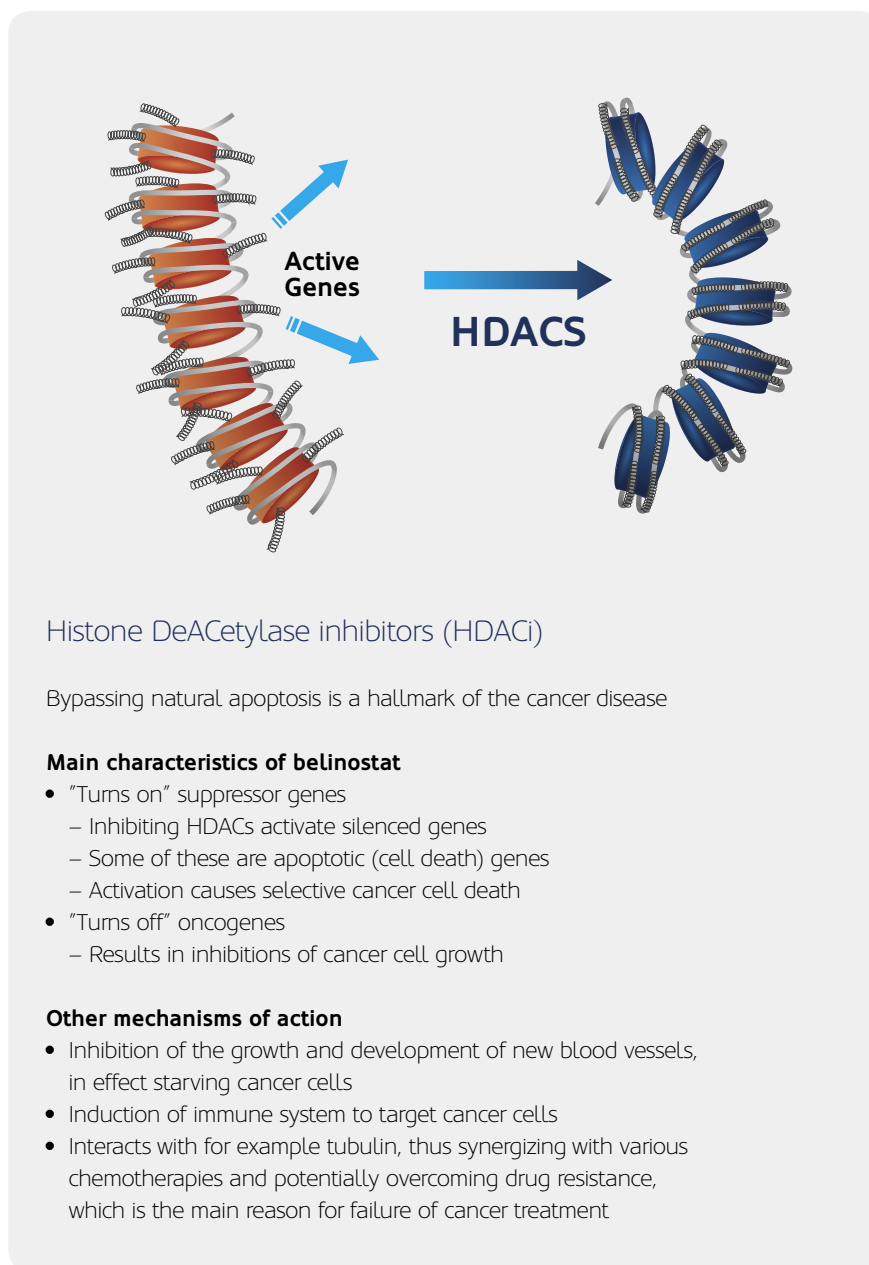 Active
Genes
HDACS
Histone DeACetylase inhibitors (HDACi)
Bypassing natural apoptosis is a hallmark of the cancer disease
Main characteristics of belinostat
• ”Turns on” suppressor genes
– Inhibiting HDACs activate silenced genes
– Some of these are apoptotic (cell death) genes
– Activation causes selective cancer cell death
• ”Turns off” oncogenes
– Results in inhibitions of cancer cell growth
Other mechanisms of action
• Inhibition of the growth and development of new blood vessels,
in effect starving cancer cells
• Induction of immune system to target cancer cells
• Interacts with for example tubulin, thus synergizing with various
chemotherapies and potentially overcoming drug resistance,
which is the main reason for failure of cancer treatment